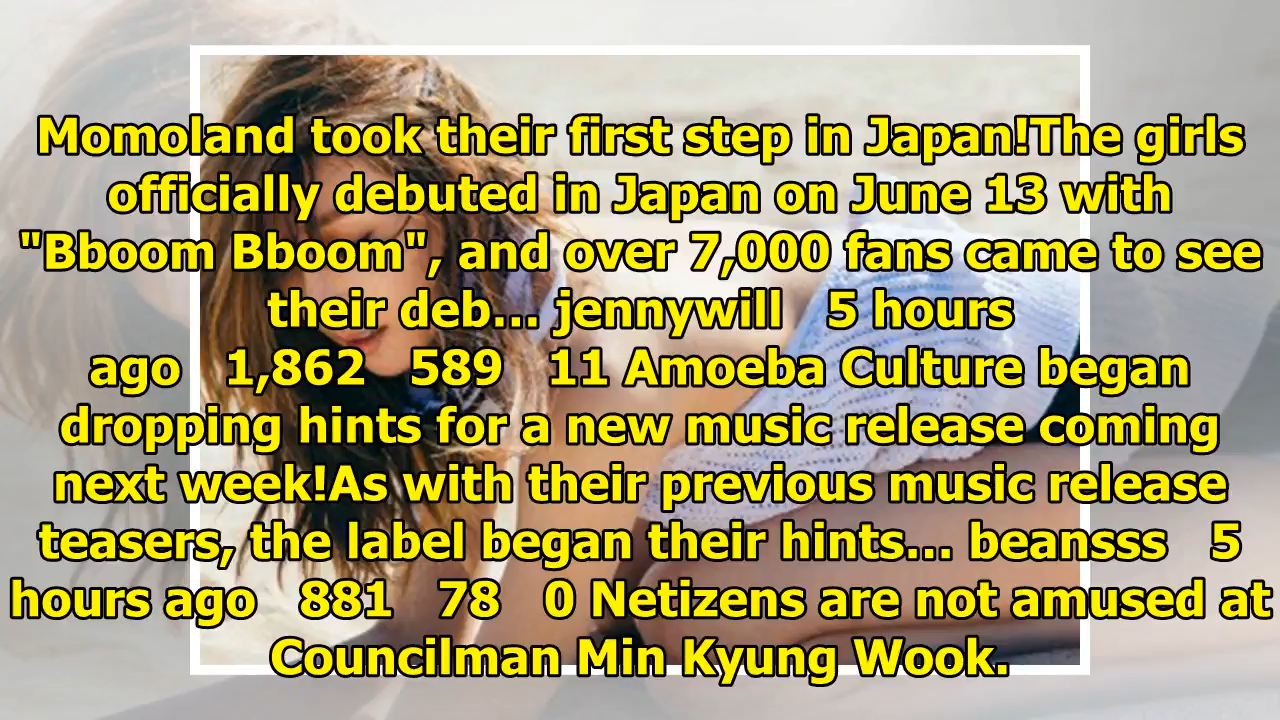 Momoland took their first step in Japan!The girls
officially debuted in Japan on June 13 with
"Bboom Bboom", and over 7,000 fans came to see
their deb... jennywill 5 hours
ago 1,862 589 11 Amoeba Culture began
dropping hints for a new music release coming
next week!As with their previous music release
teasers, the label began their hints... beansss 5
hours ago 881 78 0 Netizens are not amused at
Councilman Min Kyung Wook.